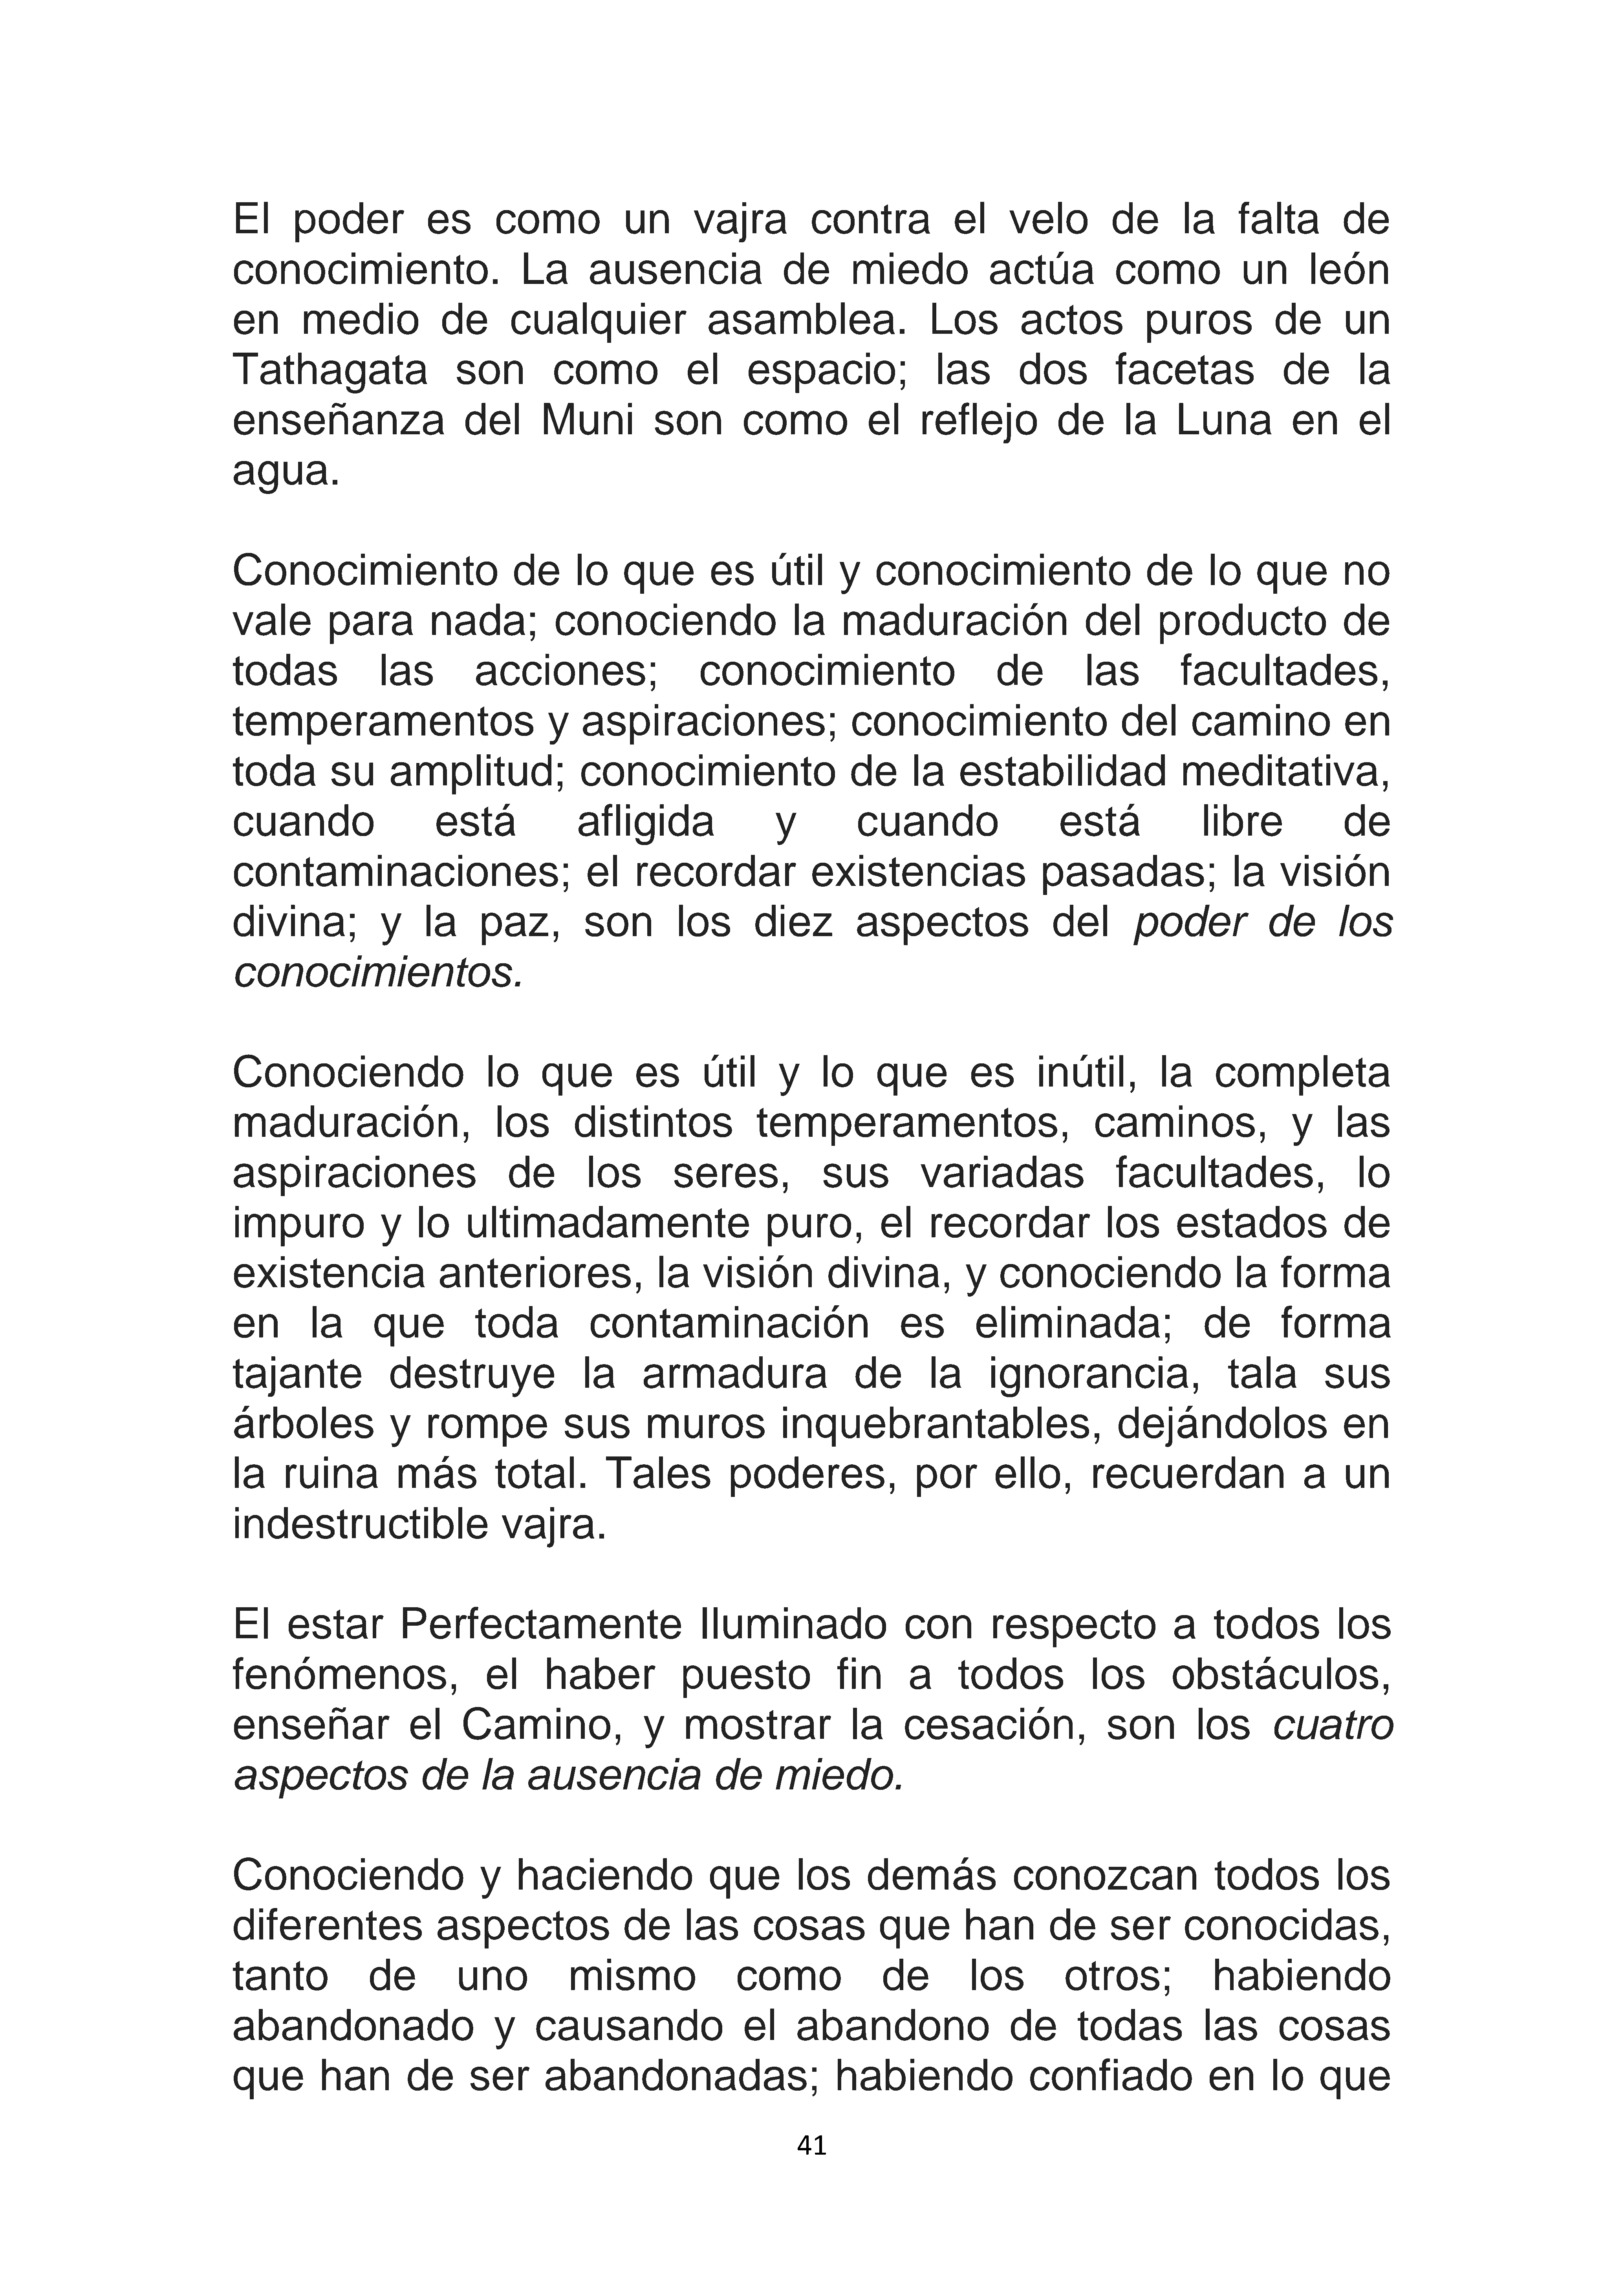 El poder es como un vajra contra el velo de la falta de
conocimiento. La ausencia de miedo actúa como un león
en medio de cualquier asamblea. Los actos puros de un
Tathagata son como el espacio; las dos facetas de la
enseñanza del Muni son como el reflejo de la Luna en el
agua.

Conocimiento de lo que es útil y conocimiento de lo que no
vale para nada; conociendo la maduración del producto de
todas las acciones; conocimiento de las facultades,
temperamentos y aspiraciones; conocimiento del camino en
toda su amplitud; conocimiento de la estabilidad meditativa,
cuando está afligida y cuando está libre de
contaminaciones; el recordar existencias pasadas; la visión
divina; y la paz, son los diez aspectos del poder de los
conocimientos.

Conociendo lo que es útil y lo que es inútil, la completa
maduración, los distintos temperamentos, caminos, y las
aspiraciones de los seres, sus variadas facultades, lo
impuro y lo ultimadamente puro, el recordar los estados de
existencia anteriores, la visión divina, y conociendo la forma
en la que toda contaminación es eliminada; de forma
tajante destruye la armadura de la ignorancia, tala sus
árboles y rompe sus muros inquebrantables, dejándolos en
la ruina más total. Tales poderes, por ello, recuerdan a un
indestructible vajra.

El estar Perfectamente Iluminado con respecto a todos los
fenómenos, el haber puesto fin a todos los obstáculos,
enseñar el Camino, y mostrar la cesación, son los cuatro
aspectos de la ausencia de miedo.

Conociendo y haciendo que los demás conozcan todos los
diferentes aspectos de las cosas que han de ser conocidas,
tanto de uno mismo como de los otros; habiendo
abandonado y causando el abandono de todas las cosas
que han de ser abandonadas; habiendo confiado en lo que

41